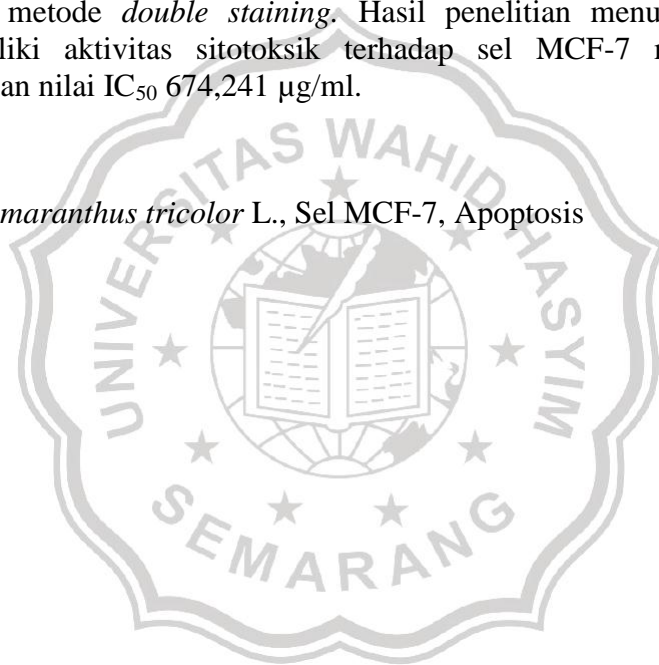 metode double staining. Hasil penelitian menu
liki aktivitas sitotoksik terhadap sel MCF-7
an nilai IC₅₀ 674,241 µg/ml.
maranthus tricolor L., Sel MCF-7, Apoptosis
UNIVERSITAS WAHID HASYIM
SEMARANG